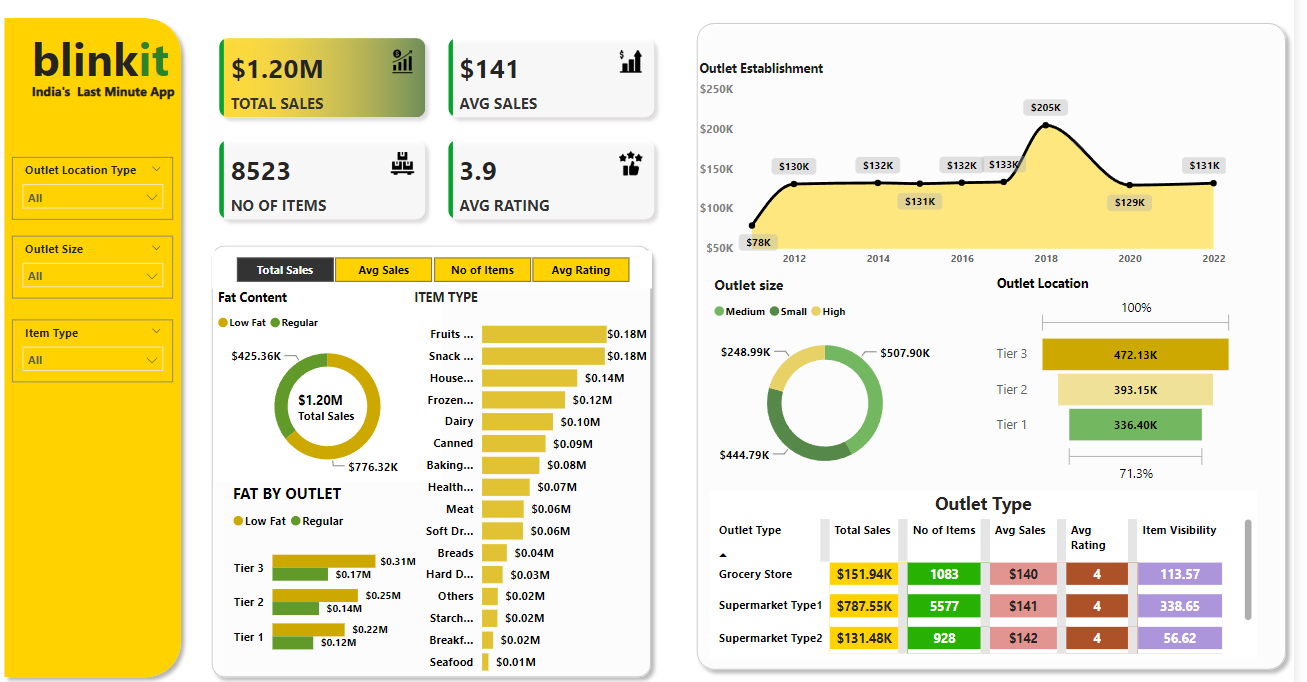 blinkit
India's Last Minute App
Outlet Location Type
All
Outlet Size
All
Item Type
All
$1.20M
TOTAL SALES
$141
AVG SALES
8523
NO OF ITEMS
3.9
AVG RATING
Total Sales
Avg Sales
No of Items
Avg Rating
Fat Content
Low Fat Regular
$425.36K
$1.20M
Total Sales
$776.32K
FAT BY OUTLET
Low Fat Regular
Tier 3 $0.31M
$0.17M
Tier 2 $0.25M
$0.14M
Tier 1 $0.22M
$0.12M
ITEM TYPE
Fruits ... $0.18M
Snack ... $0.18M
House... $0.14M
Frozen... $0.12M
Dairy $0.10M
Canned $0.09M
Baking... $0.08M
Health... $0.07M
Meat $0.06M
Soft Dr... $0.06M
Breads $0.04M
Hard D... $0.03M
Others $0.02M
Starch... $0.02M
Breakf... $0.02M
Seafood $0.01M
Outlet Establishment
$250K
$200K
$150K
$100K
$50K
$78K
$130K
$132K
$131K
$132K
$133K
$205K
$129K
$131K
2012 2014 2016 2018 2020 2022
Outlet size
Medium Small High
$248.99K
$507.90K
$444.79K
Outlet Location
100%
Tier 3 472.13K
Tier 2 393.15K
Tier 1 336.40K
71.3%
Outlet Type
Outlet Type Total Sales No of Items Avg Sales Avg Rating Item Visibility
Grocery Store $151.94K 1083 $140 4 113.57
Supermarket Type1 $787.55K 5577 $141 4 338.65
Supermarket Type2 $131.48K 928 $142 4 56.62